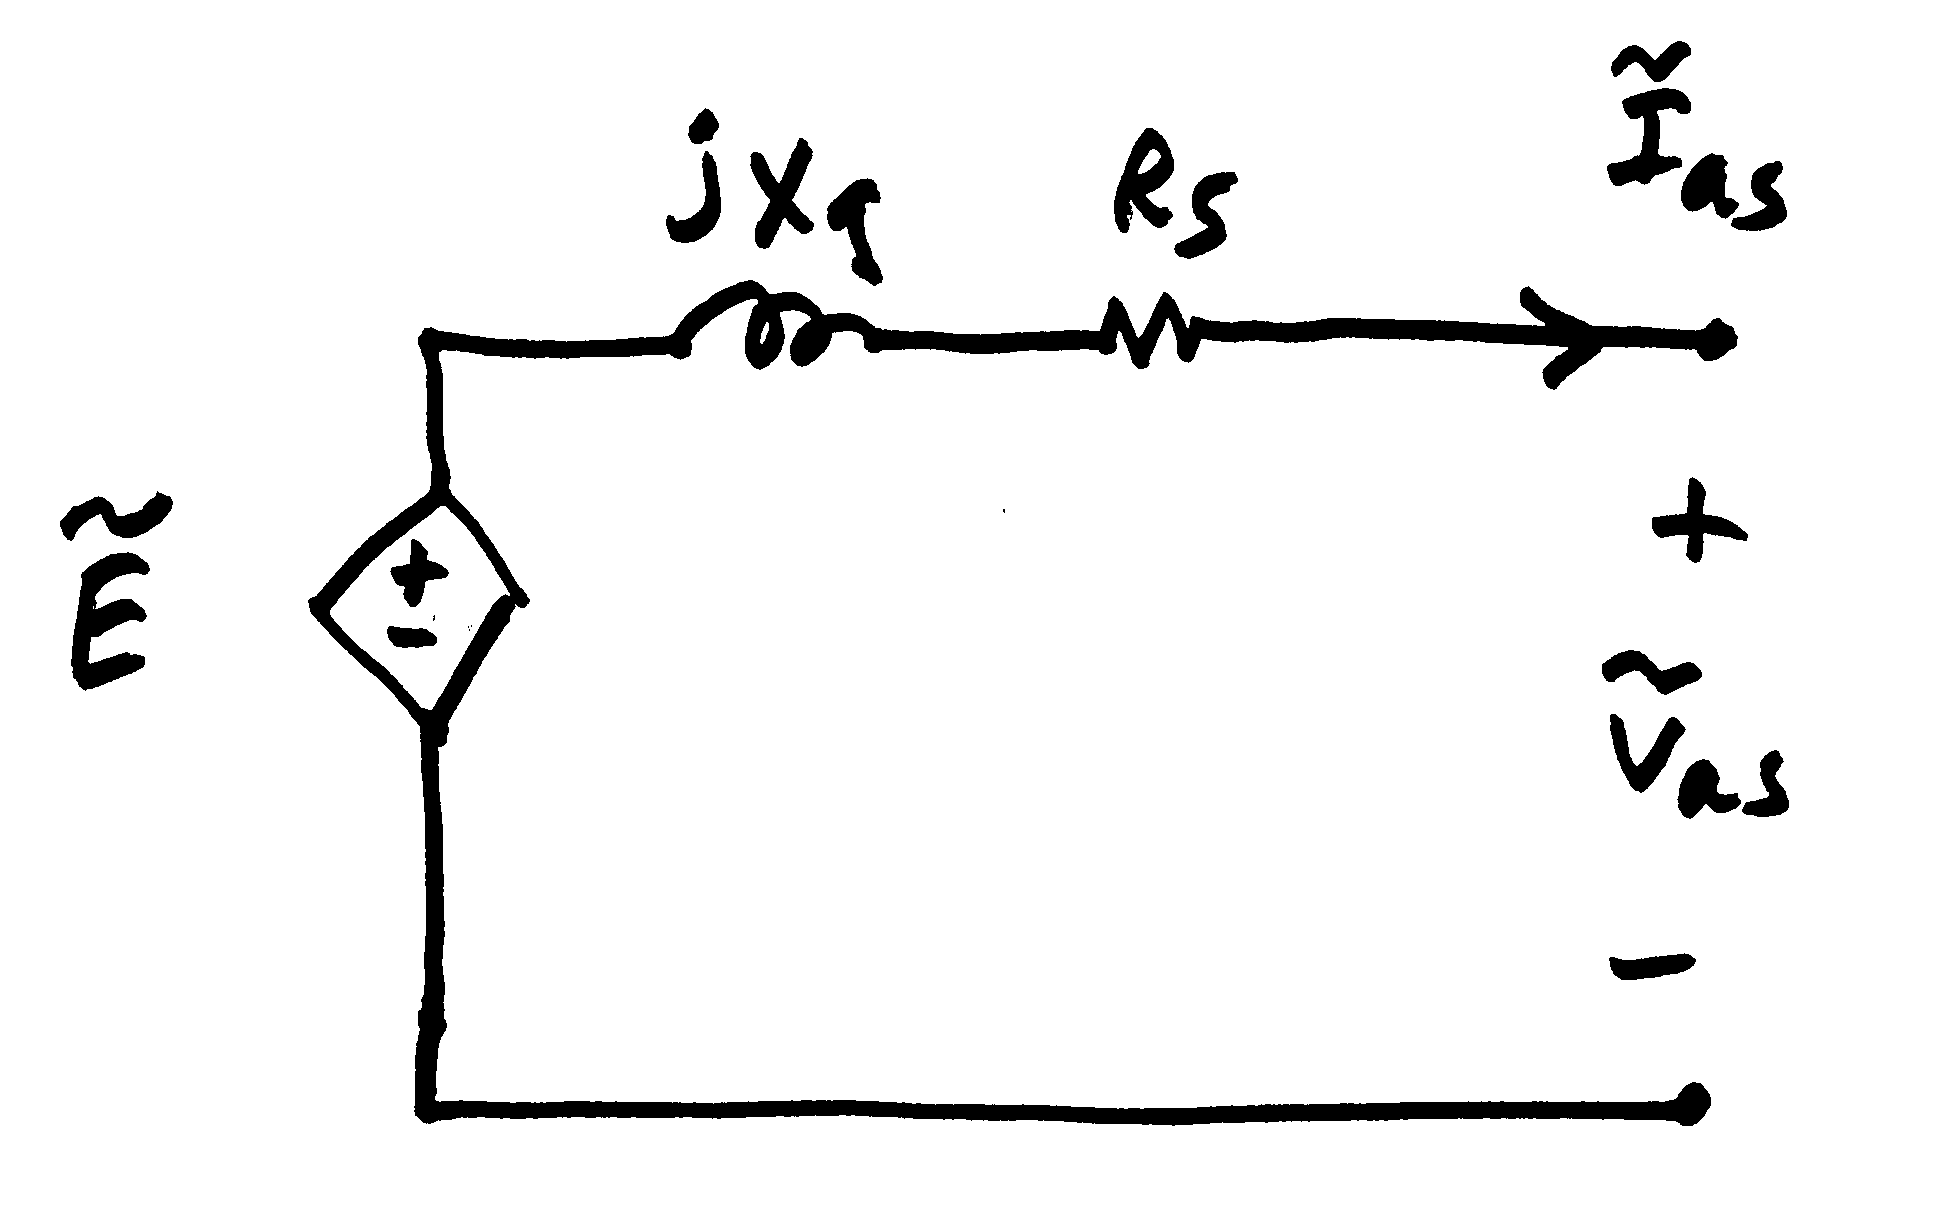 jXq
Rs
Ĩas
Ẽ
+
-
+
Ṽas
-